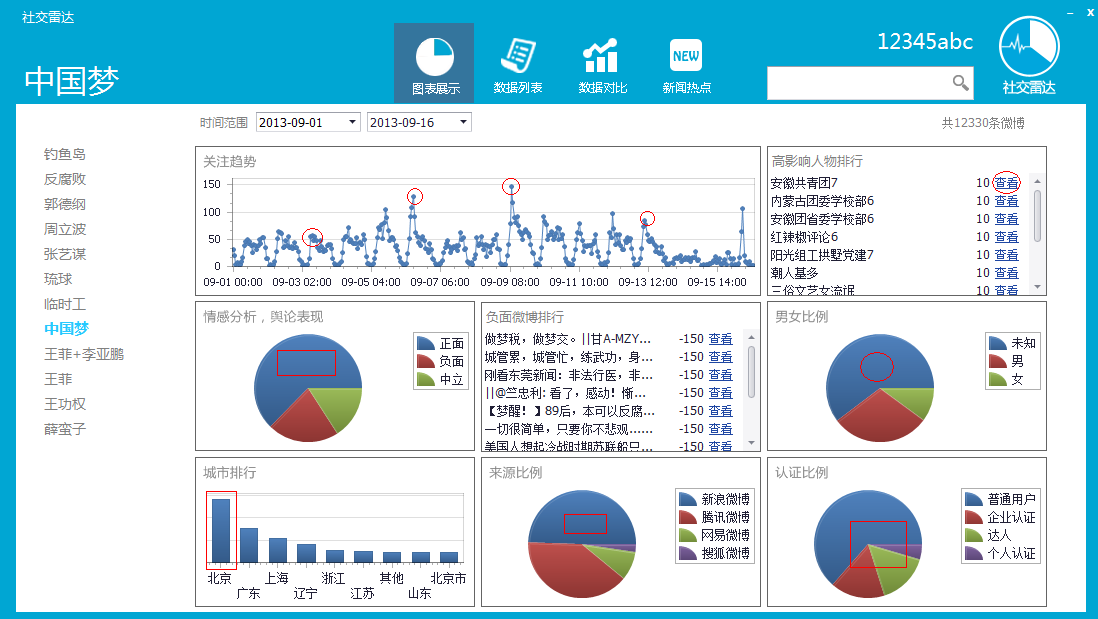 社交雷达
x
中国梦
图表展示
数据列表
数据对比
NEW
新闻热点
12345abc
社交雷达
时间范围 2013-09-01 2013-09-16 共12330条微博
钓鱼岛
反腐败
郭德纲
周立波
张艺谋
琉球
临时工
中国梦
王菲+李亚鹏
王菲
王功权
薛蛮子
关注趋势
150
100
50
0
09-01 00:00 09-03 02:00 09-05 04:00 09-07 06:00 09-09 08:00 09-11 10:00 09-13 12:00 09-15 14:00
高影响人物排行
安徽共青团7 10 查看
内蒙古团委学校部6 10 查看
安徽团省委学校部6 10 查看
红辣椒评论6 10 查看
阳光组工拱墅党建7 10 查看
潮人基多 10 查看
三俗文艺女流氓 10 查看
情感分析，舆论表现
正面
负面
中立
负面微博排行
做梦税，做梦交。||甘A-MZY... -150 查看
城管累，城管忙，练武功，身... -150 查看
刚看东莞新闻：非法行医，非... -150 查看
||@竺忠利: 看了，感动！惭... -150 查看
【梦醒！】89后，本可以反腐... -150 查看
一切很简单，只要你不悲观...... -150 查看
美国人想起冷战时期苏联船只... -150 查看
男女比例
未知
男
女
城市排行
北京 上海 浙江 其他 北京市
广东 辽宁 江苏 山东
来源比例
新浪微博
腾讯微博
网易微博
搜狐微博
认证比例
普通用户
企业认证
达人
个人认证